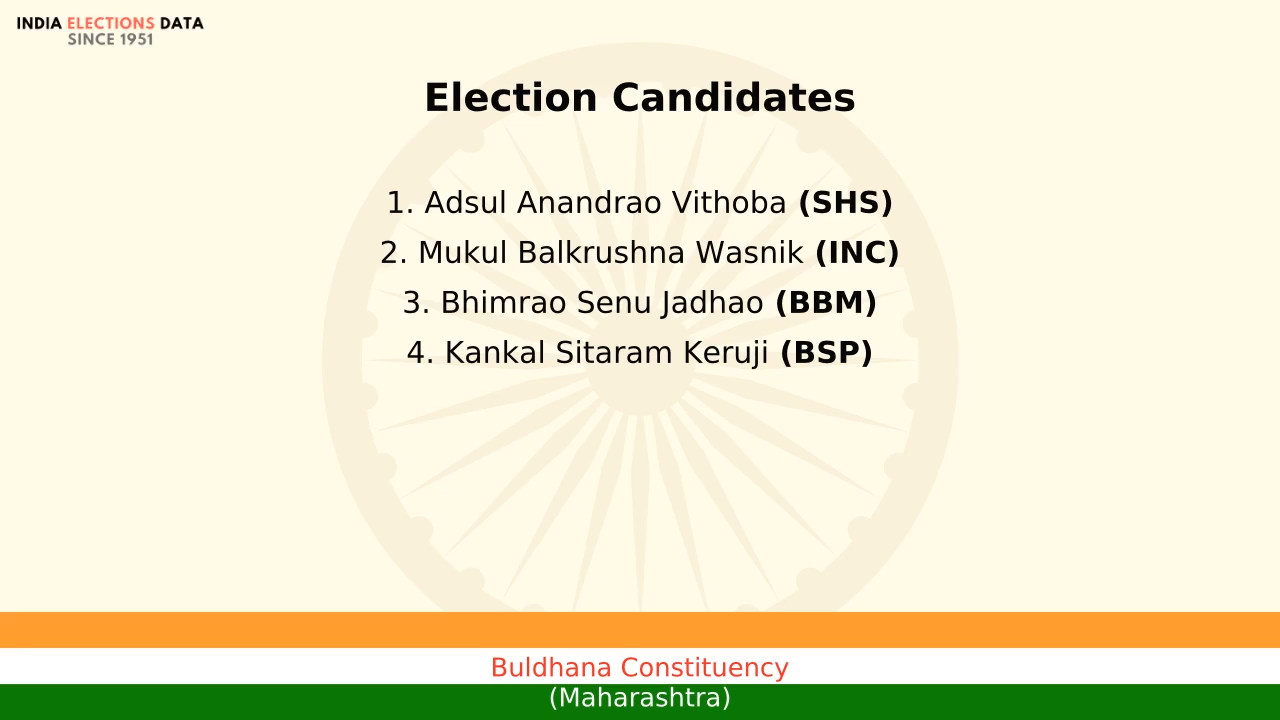 INDIA ELECTIONS DATA
SINCE 1951
Election Candidates
1. Adsul Anandrao Vithoba (SHS)
2. Mukul Balkrushna Wasnik (INC)
3. Bhimrao Senu Jadhao (BBM)
4. Kankal Sitaram Keruji (BSP)
Buldhana Constituency
(Maharashtra)